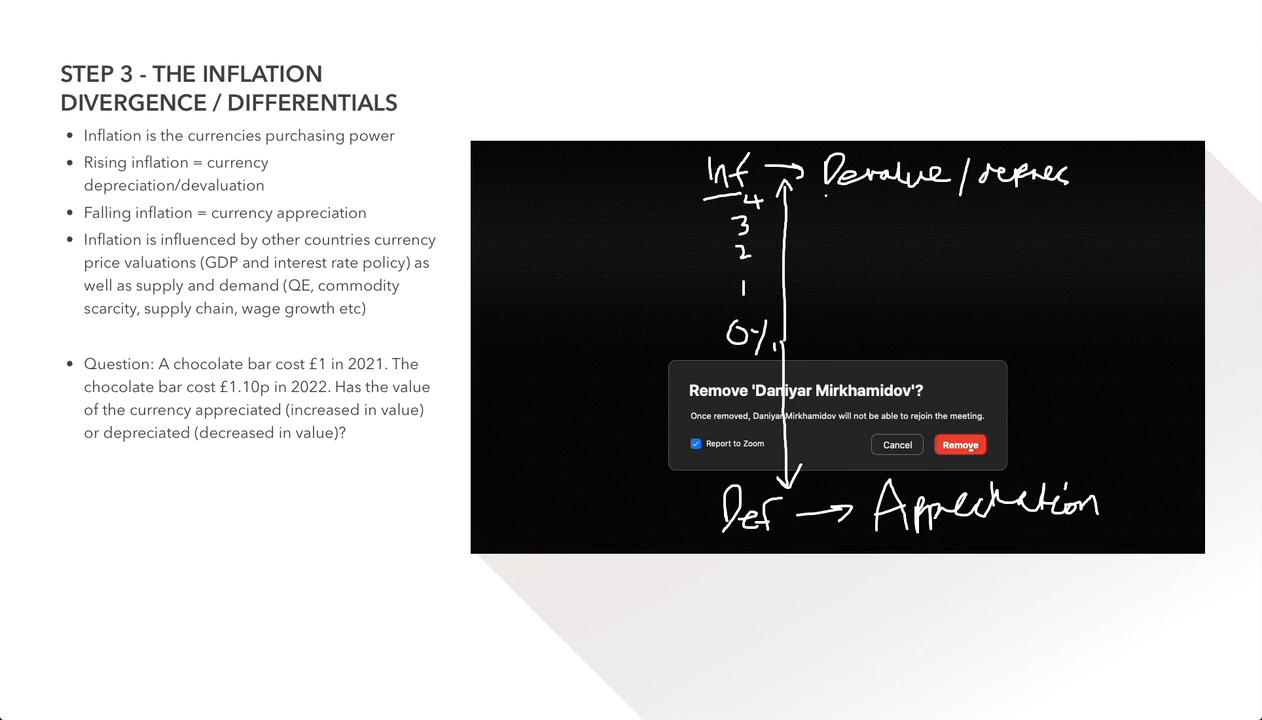 STEP 3 - THE INFLATION
DIVERGENCE / DIFFERENTIALS
• Inflation is the currencies purchasing power
• Rising inflation = currency
depreciation/devaluation
• Falling inflation = currency appreciation
• Inflation is influenced by other countries currency
price valuations (GDP and interest rate policy) as
well as supply and demand (QE, commodity
scarcity, supply chain, wage growth etc)
• Question: A chocolate bar cost £1 in 2021. The
chocolate bar cost £1.10p in 2022. Has the value
of the currency appreciated (increased in value)
or depreciated (decreased in value)?
Inf → Devalue /
4
3
2
1
0%
Remove 'Daniyar Mirkhamidov'?
Once removed, Daniyar Mirkhamidov will not be able to rejoin the meeting.
Report to Zoom
Cancel
Remove
Def → Appreciation